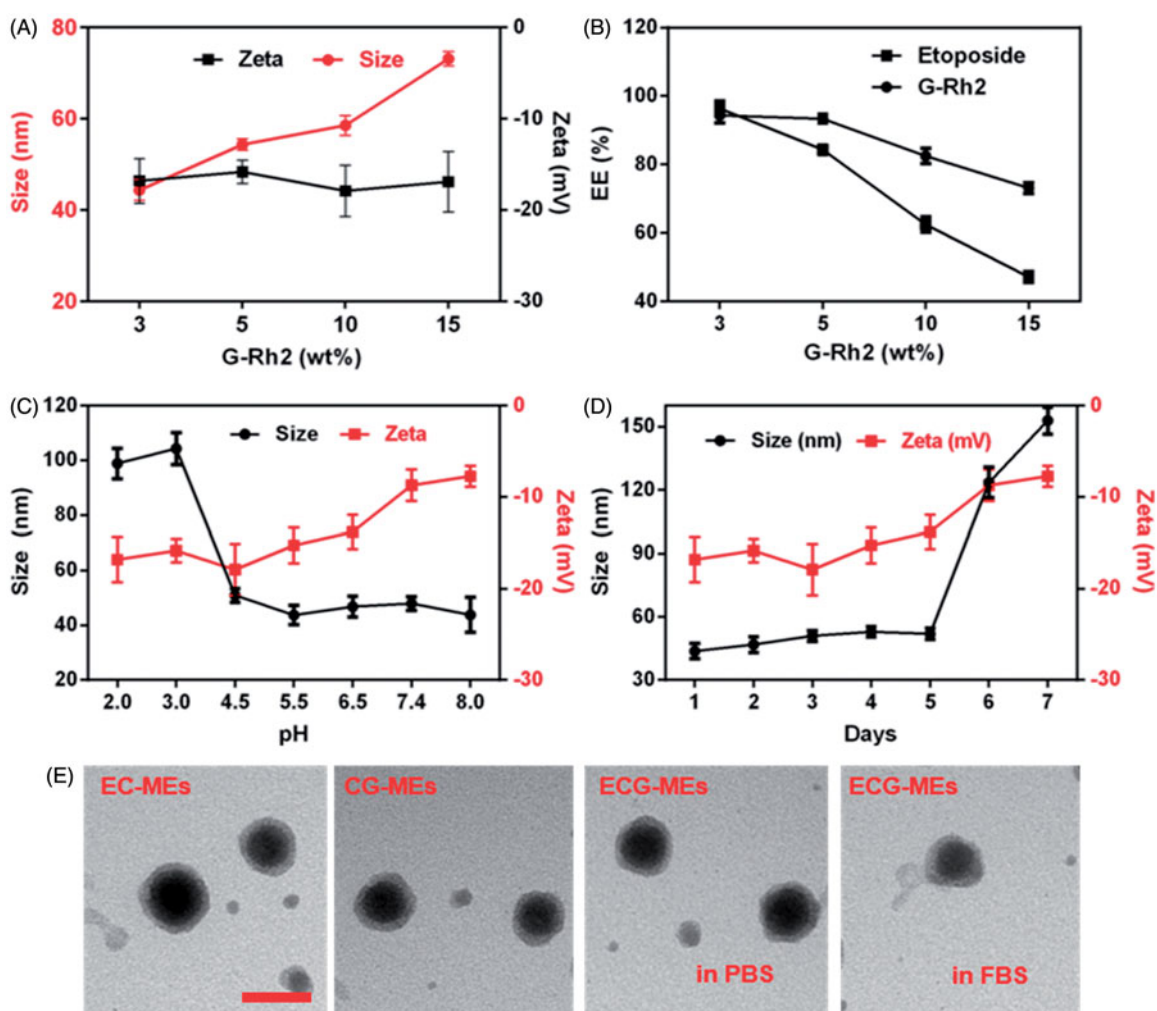 (A)
80
60
40
20
Size (nm)
Zeta
Size
0
-10
-20
-30
Zeta (mV)
3
5
10
15
G-Rh2 (wt%)
(B)
120
100
80
60
40
EE (%)
Etoposide
G-Rh2
3
5
10
15
G-Rh2 (wt%)
(C)
120
100
80
60
40
20
Size (nm)
Size
Zeta
0
-10
-20
-30
Zeta (mV)
2.0
3.0
4.5
5.5
6.5
7.4
8.0
pH
(D)
150
120
90
60
30
Size (nm)
Size (nm)
Zeta (mV)
0
-10
-20
-30
Zeta (mV)
1
2
3
4
5
6
7
Days
(E)
EC-MEs
CG-MEs
ECG-MEs
in PBS
ECG-MEs
in FBS